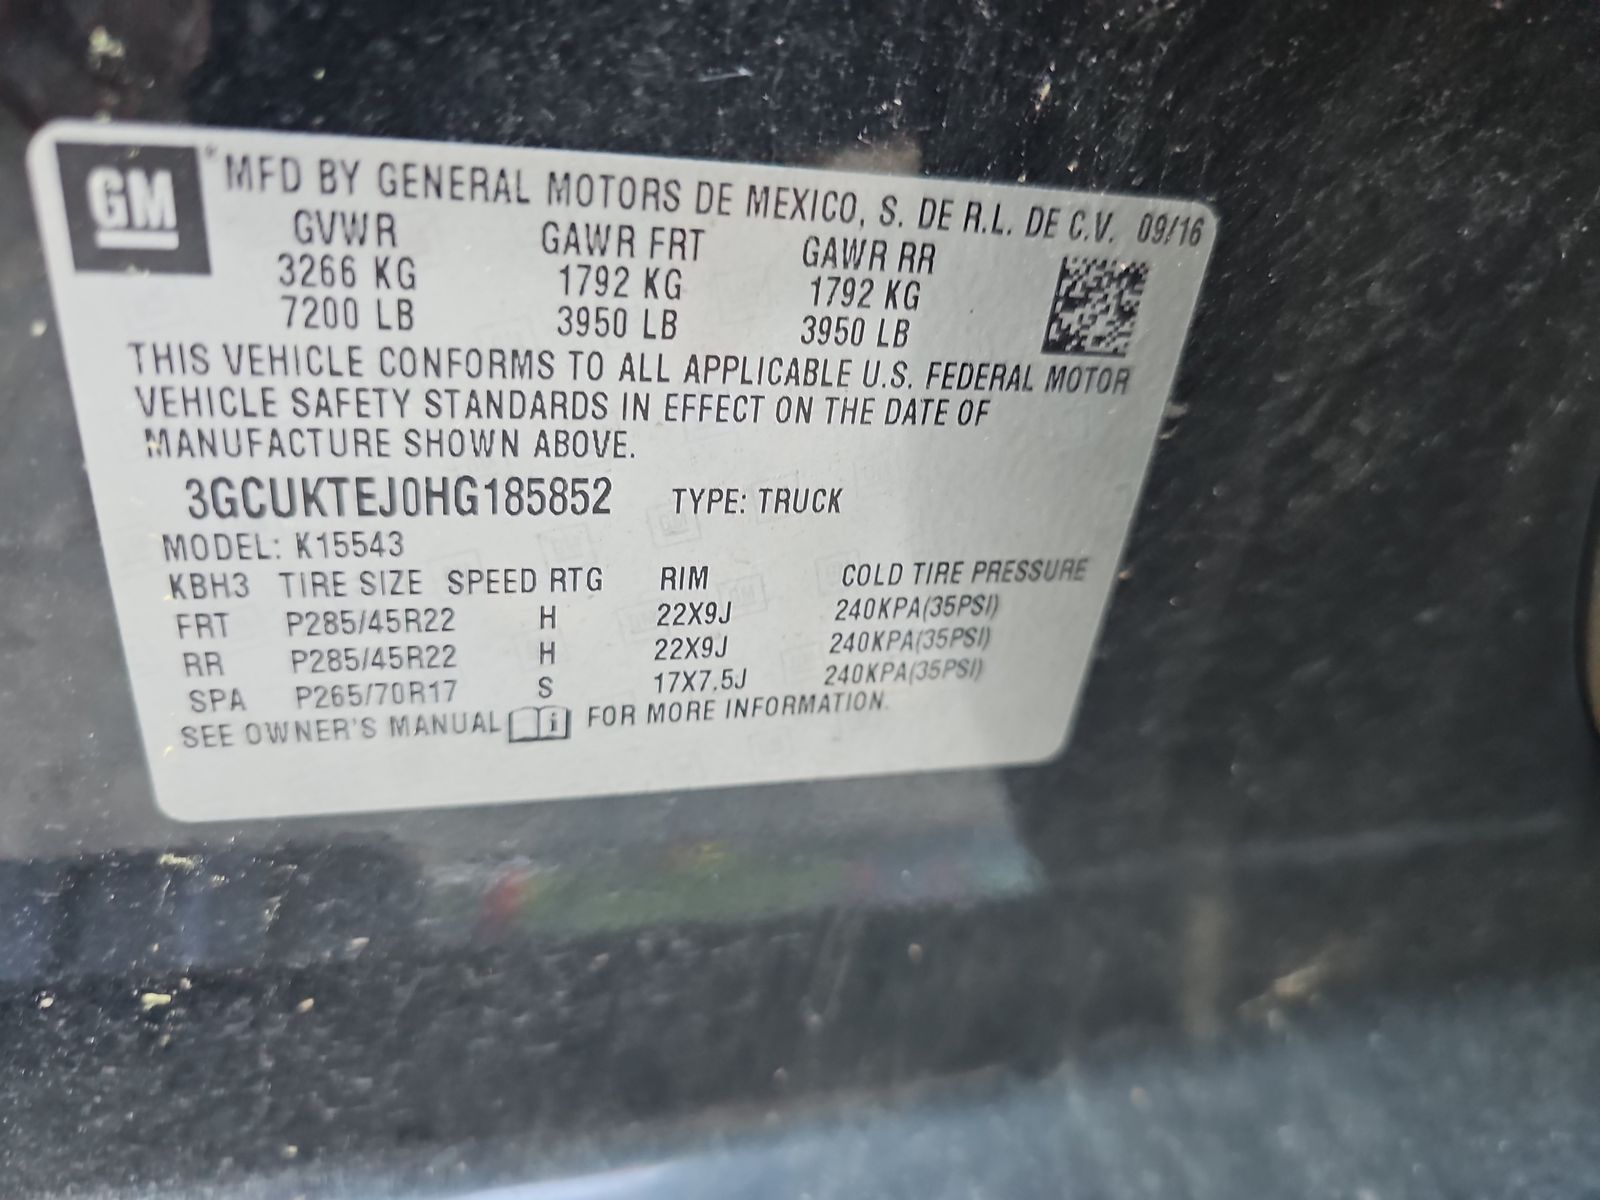 GM * MFD BY GENERAL MOTORS DE MEXICO, S. DE R.L. DE C.V. 09/16
GVWR GAWR FRT GAWR RR
3266 KG 1792 KG 1792 KG
7200 LB 3950 LB 3950 LB
THIS VEHICLE CONFORMS TO ALL APPLICABLE U.S. FEDERAL MOTOR
VEHICLE SAFETY STANDARDS IN EFFECT ON THE DATE OF
MANUFACTURE SHOWN ABOVE.
3GCUKTEJ0HG185852 TYPE: TRUCK
MODEL: K15543
KBH3 TIRE SIZE SPEED RTG RIM COLD TIRE PRESSURE
FRT P285/45R22 H 22X9J 240KPA(35PSI)
RR P285/45R22 H 22X9J 240KPA(35PSI)
SPA P265/70R17 S 17X7.5J 240KPA(35PSI)
SEE OWNER'S MANUAL i FOR MORE INFORMATION.